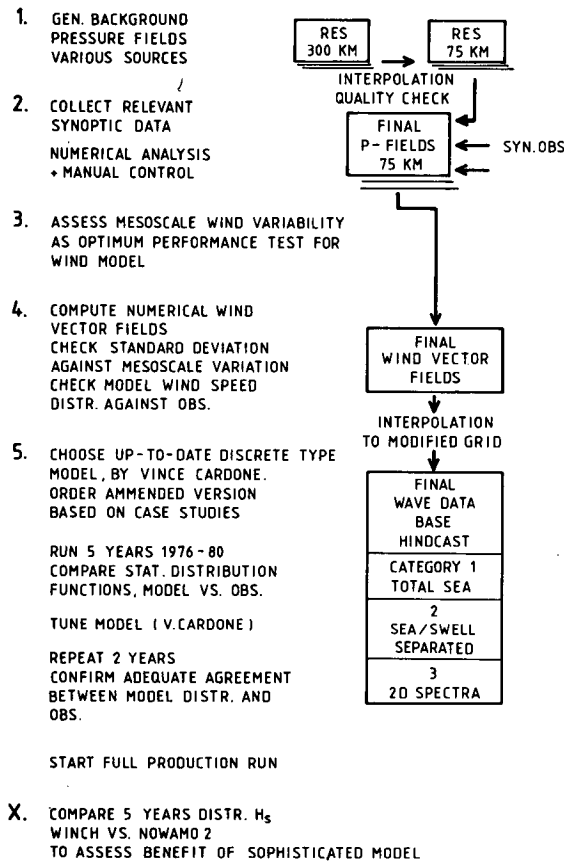 1. GEN. BACKGROUND
PRESSURE FIELDS
VARIOUS SOURCES
2. COLLECT RELEVANT
SYNOPTIC DATA
NUMERICAL ANALYSIS
+ MANUAL CONTROL
3. ASSESS MESOSCALE WIND VARIABILITY
AS OPTIMUM PERFORMANCE TEST FOR
WIND MODEL
4. COMPUTE NUMERICAL WIND
VECTOR FIELDS
CHECK STANDARD DEVIATION
AGAINST MESOSCALE VARIATION
CHECK MODEL WIND SPEED
DISTR. AGAINST OBS.
5. CHOOSE UP-TO-DATE DISCRETE TYPE
MODEL, BY VINCE CARDONE.
ORDER AMMENDED VERSION
BASED ON CASE STUDIES
RUN 5 YEARS 1976-80
COMPARE STAT. DISTRIBUTION
FUNCTIONS, MODEL VS. OBS.
TUNE MODEL (V.CARDONE)
REPEAT 2 YEARS
CONFIRM ADEQUATE AGREEMENT
BETWEEN MODEL DISTR. AND
OBS.
START FULL PRODUCTION RUN
X. COMPARE 5 YEARS DISTR. Hs
WINCH VS. NOWAMO 2
TO ASSESS BENEFIT OF SOPHISTICATED MODEL
RES
300 KM
RES
75 KM
INTERPOLATION
QUALITY CHECK
FINAL
P-FIELDS
75 KM
SYN.OBS
FINAL
WIND VECTOR
FIELDS
INTERPOLATION
TO MODIFIED GRID
FINAL
WAVE DATA
BASE
HINDCAST
CATEGORY 1
TOTAL SEA
2
SEA/SWELL
SEPARATED
3
2D SPECTRA